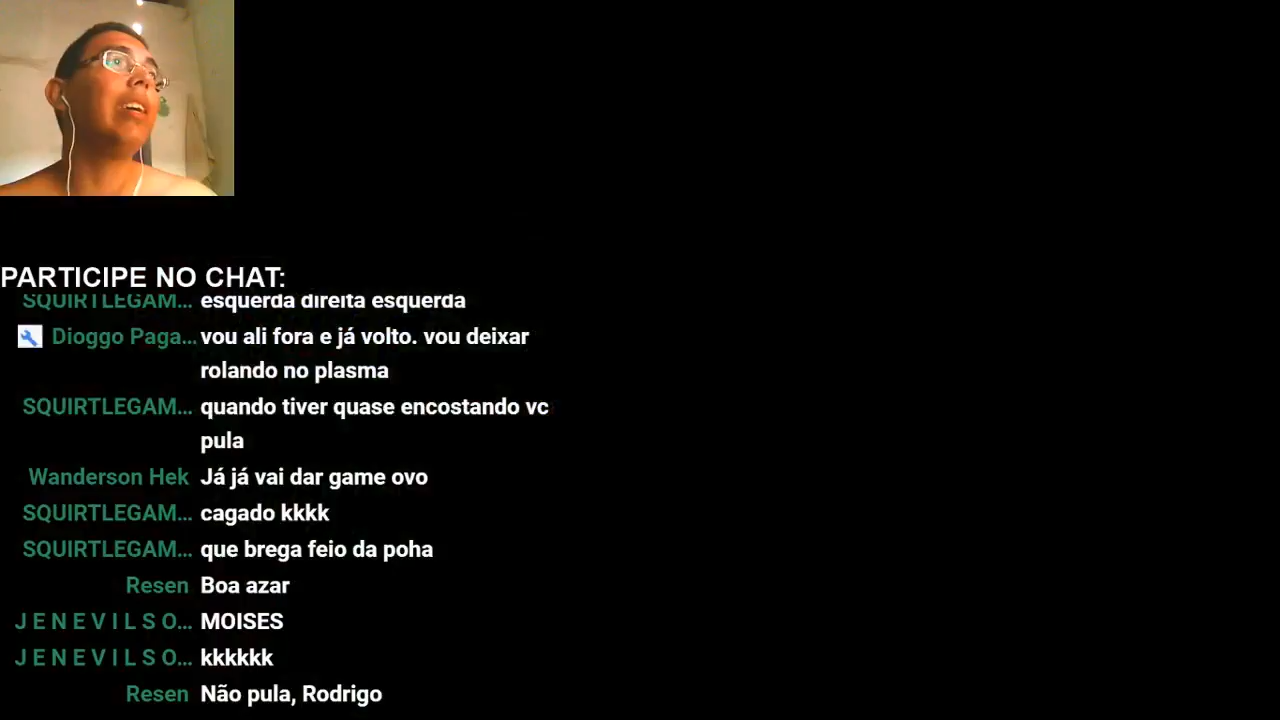 PARTICIPE NO CHAT:
SQUIRTLEGAM... esquerda direita esquerda
Dioggo Paga... vou ali fora e já volto. vou deixar
rolando no plasma
SQUIRTLEGAM... quando tiver quase encostando vc
pula
Wanderson Hek Já já vai dar game ovo
SQUIRTLEGAM... cagado kkkk
SQUIRTLEGAM... que brega feio da poha
Resen Boa azar
J E N E V I L S O... MOISES
J E N E V I L S O... kkkkkk
Resen Não pula, Rodrigo